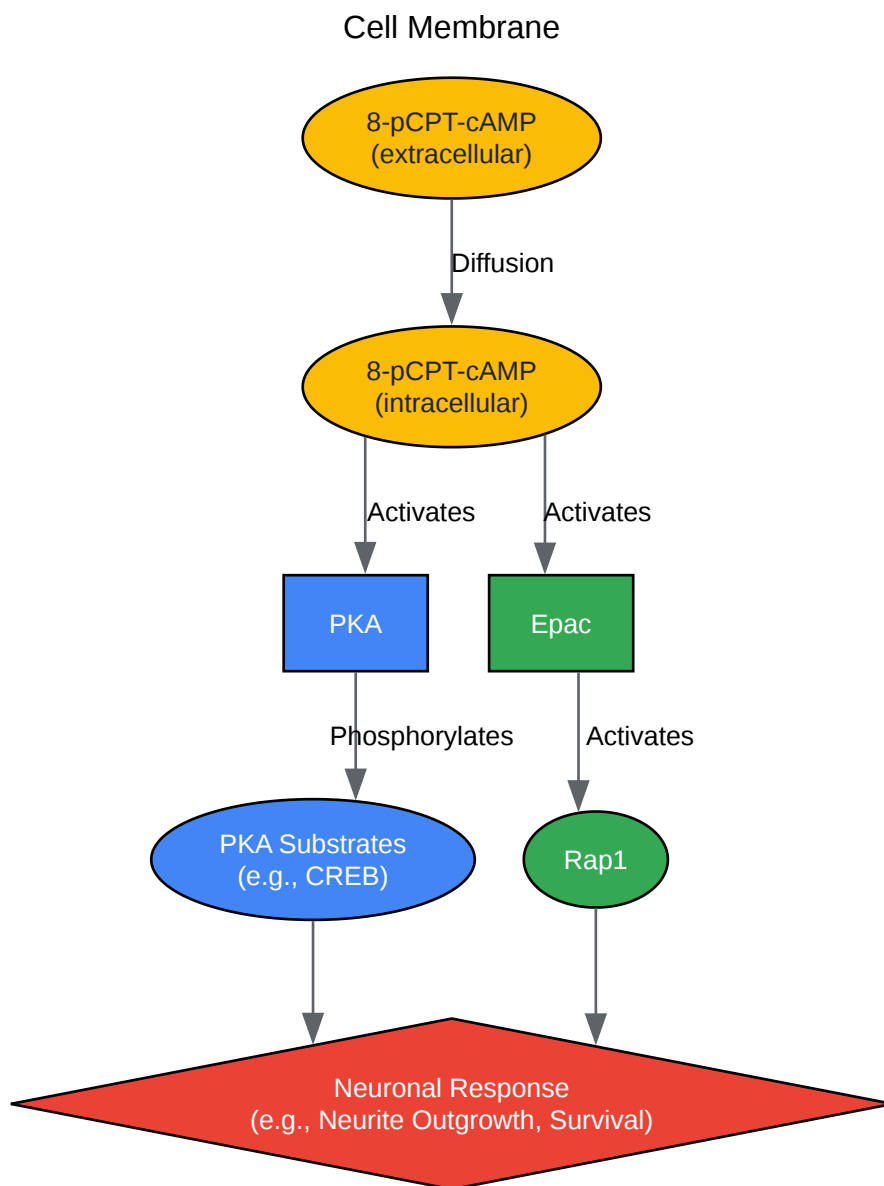 Cell Membrane
8-pCPT-cAMP
(extracellular)
Diffusion
8-pCPT-cAMP
(intracellular)
Activates
Activates
PKA
Epac
Phosphorylates
Activates
PKA Substrates
(e.g., CREB)
Rap1
Neuronal Response
(e.g., Neurite Outgrowth, Survival)